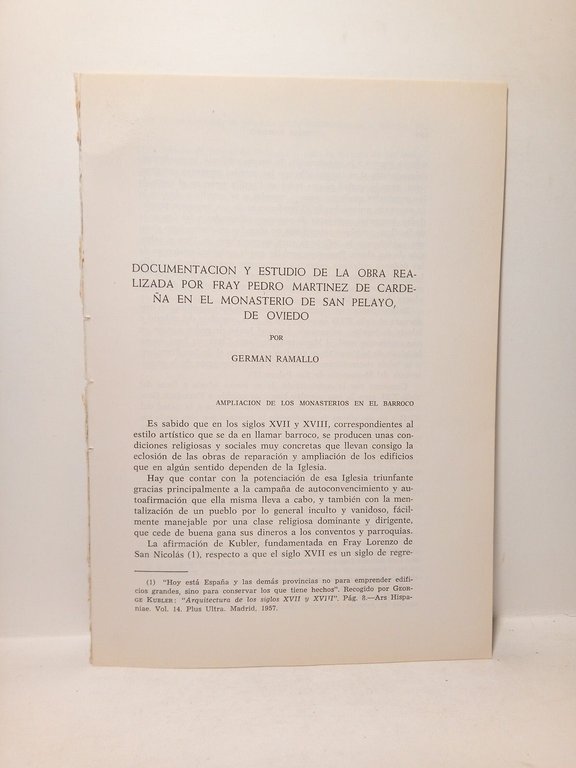 DOCUMENTACION Y ESTUDIO DE LA OBRA REA-
LIZADA POR FRAY PEDRO MARTINEZ DE CARDE-
ÑA EN EL MONASTERIO DE SAN PELAYO,
DE OVIEDO
POR
GERMAN RAMALLO
AMPLIACION DE LOS MONASTERIOS EN EL BARROCO
Es sabido que en los siglos XVII y XVIII, correspondientes al
estilo artístico que se da en llamar barroco, se producen unas con-
diciones religiosas y sociales muy concretas que llevan consigo la
eclosión de las obras de reparación y ampliación de los edificios
que en algún sentido dependen de la Iglesia.
Hay que contar con la potenciación de esa Iglesia triunfante
gracias principalmente a la campaña de autoconvencimiento y au-
toafirmación que ella misma lleva a cabo, y también con la men-
talización de un pueblo por lo general inculto y vanidoso, fácil-
mente manejable por una clase religiosa dominante y dirigente,
que cede de buena gana sus dineros a los conventos y parroquias.
La afirmación de Kubler, fundamentada en Fray Lorenzo de
San Nicolás (1), respecto a que el siglo XVII es un siglo de regre-
(1) "Hoy está España y las demás provincias no para emprender edifi-
cios grandes, sino para conservar los que tiene hechos". Recogido por GEOR-
GE KUBLER: "Arquitectura de los siglos XVII y XVIII". Pág. 3.—Ars Hispa-
niae. Vol. 14. Plus Ultra. Madrid, 1957.